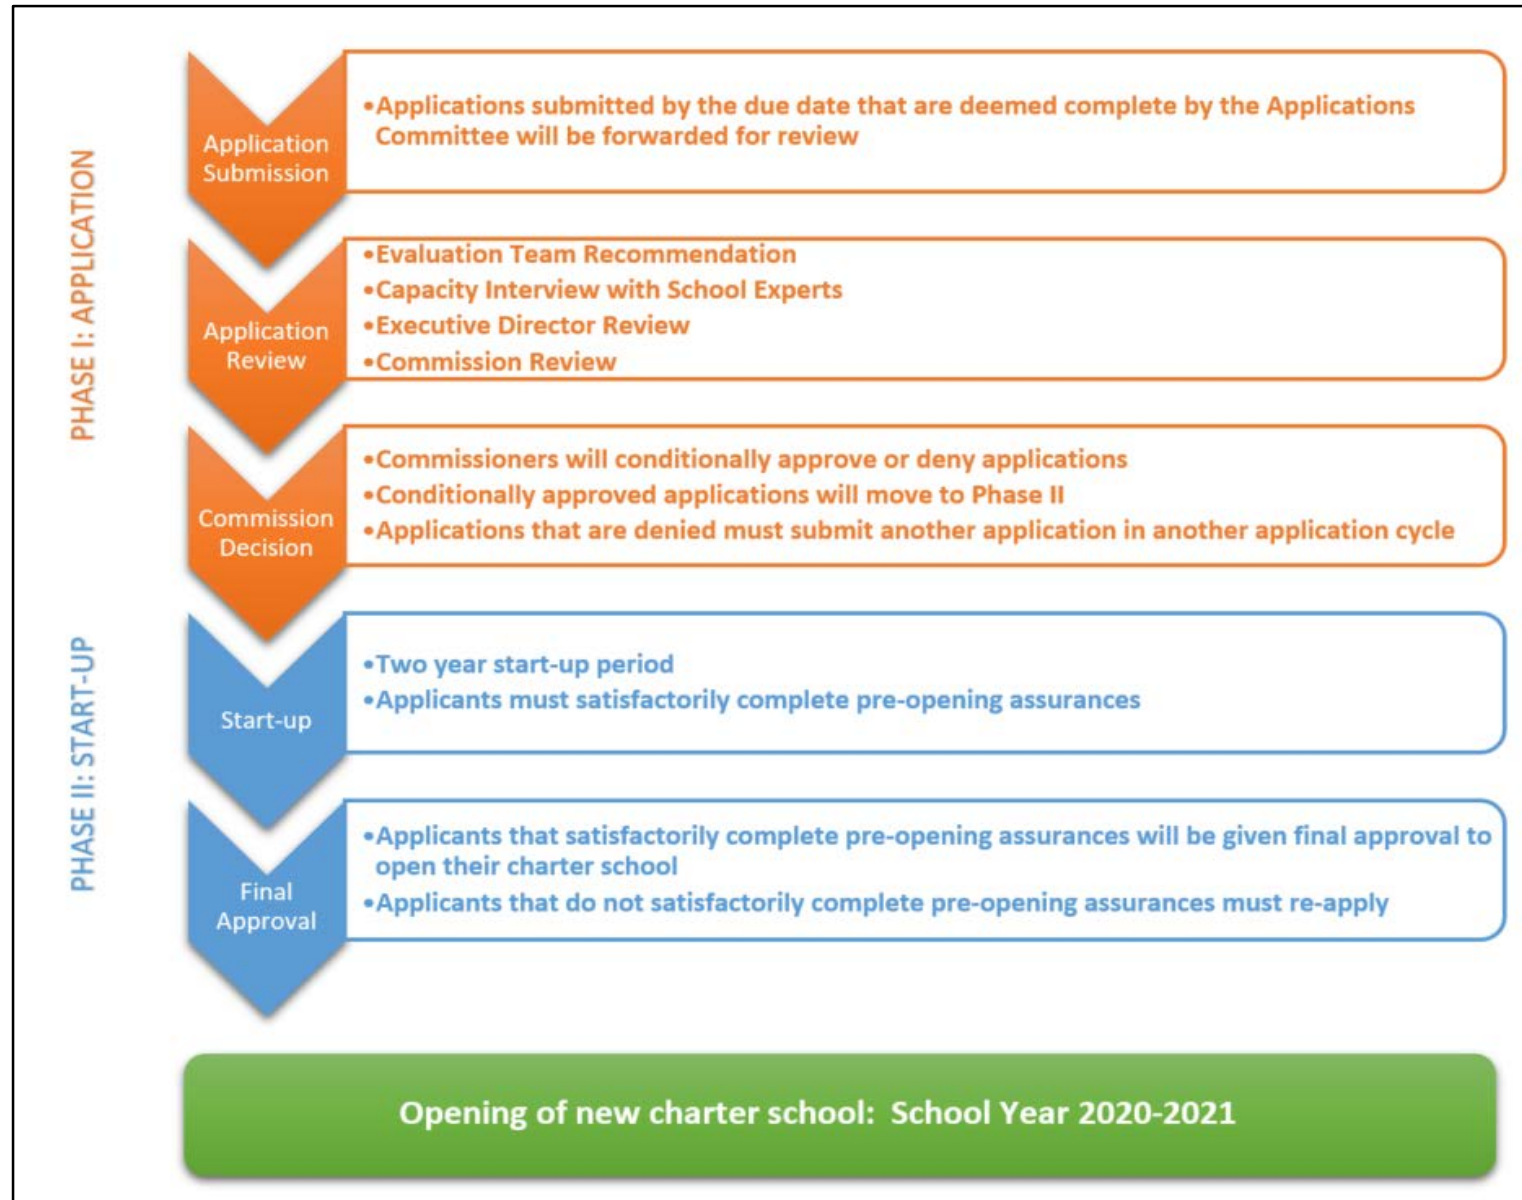 PHASE I: APPLICATION
Application
Submission
•Applications submitted by the due date that are deemed complete by the Applications
Committee will be forwarded for review
Application
Review
•Evaluation Team Recommendation
•Capacity Interview with School Experts
•Executive Director Review
•Commission Review
Commission
Decision
•Commissioners will conditionally approve or deny applications
•Conditionally approved applications will move to Phase II
•Applications that are denied must submit another application in another application cycle
PHASE II: START-UP
Start-up
•Two year start-up period
•Applicants must satisfactorily complete pre-opening assurances
Final
Approval
•Applicants that satisfactorily complete pre-opening assurances will be given final approval to
open their charter school
•Applicants that do not satisfactorily complete pre-opening assurances must re-apply
Opening of new charter school: School Year 2020-2021